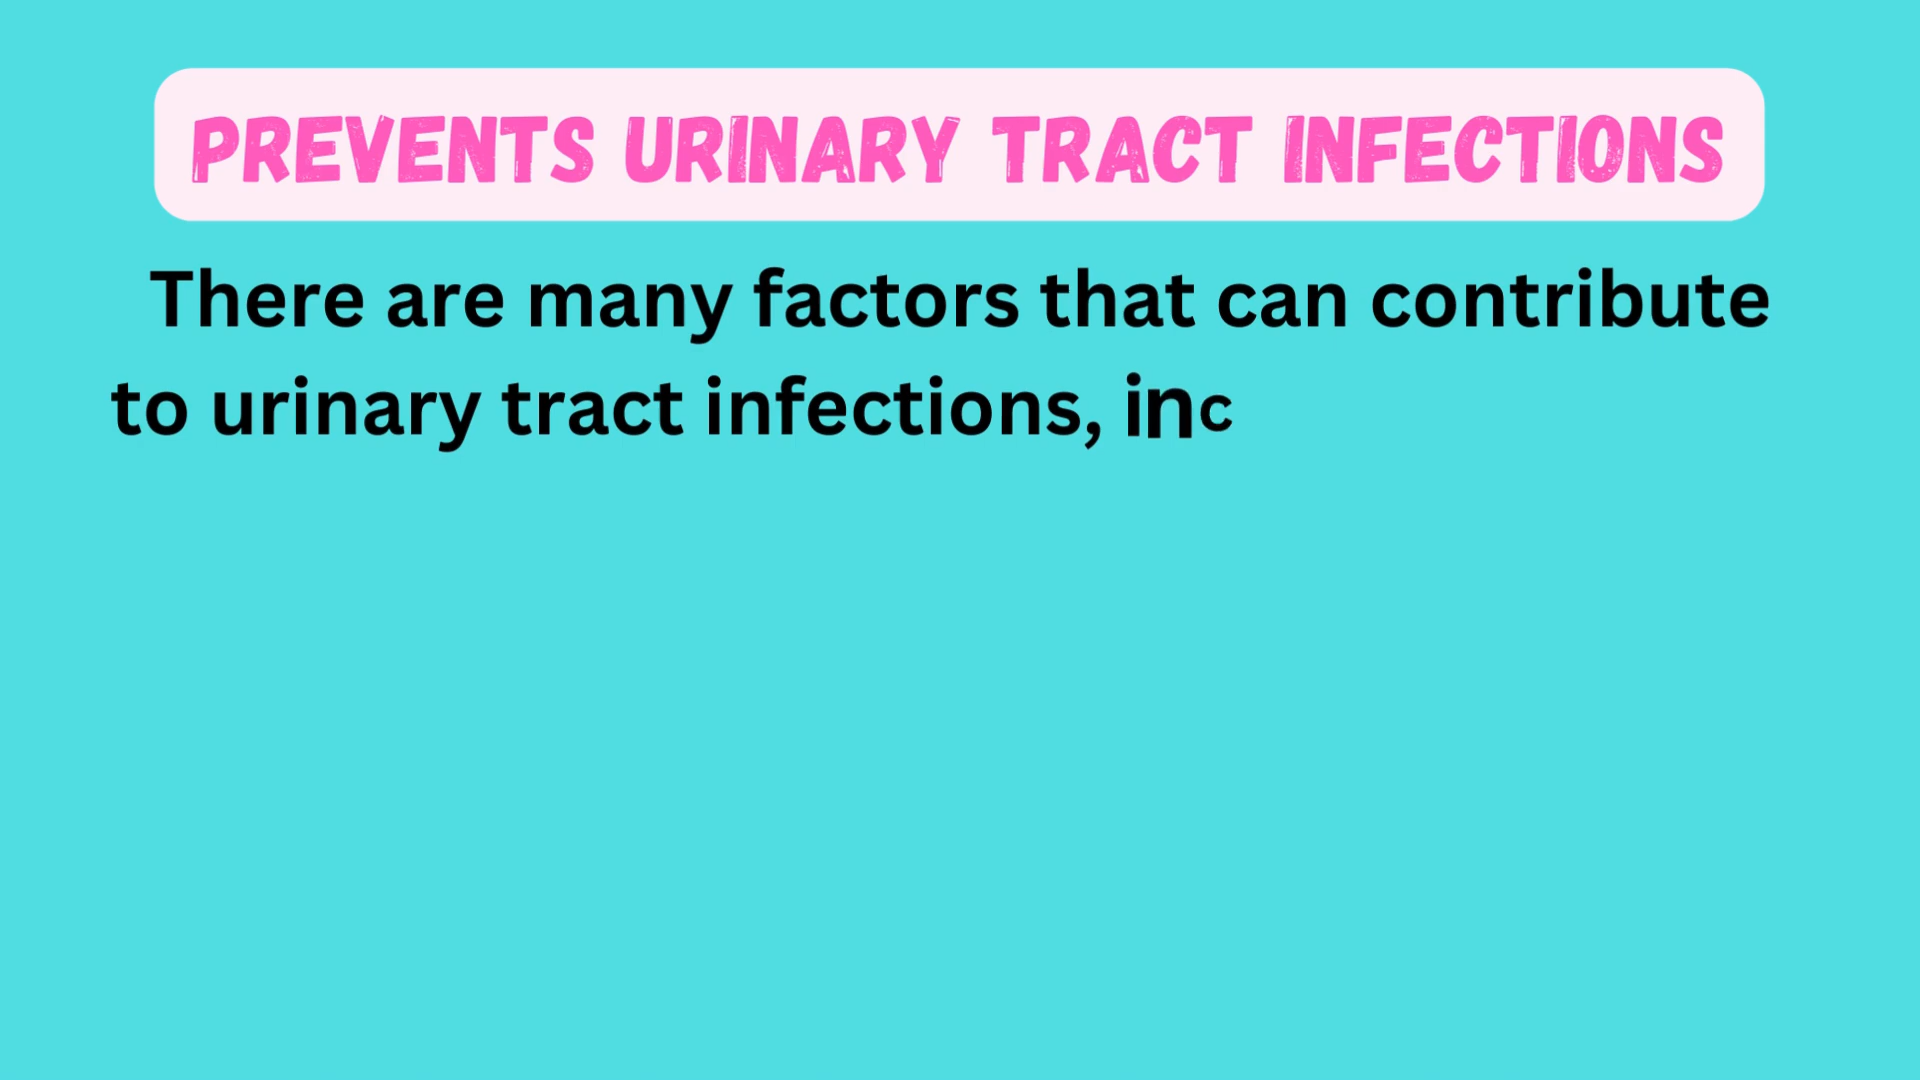 PREVENTS URINARY TRACT INFECTIONS
There are many factors that can contribute
to urinary tract infections, inc